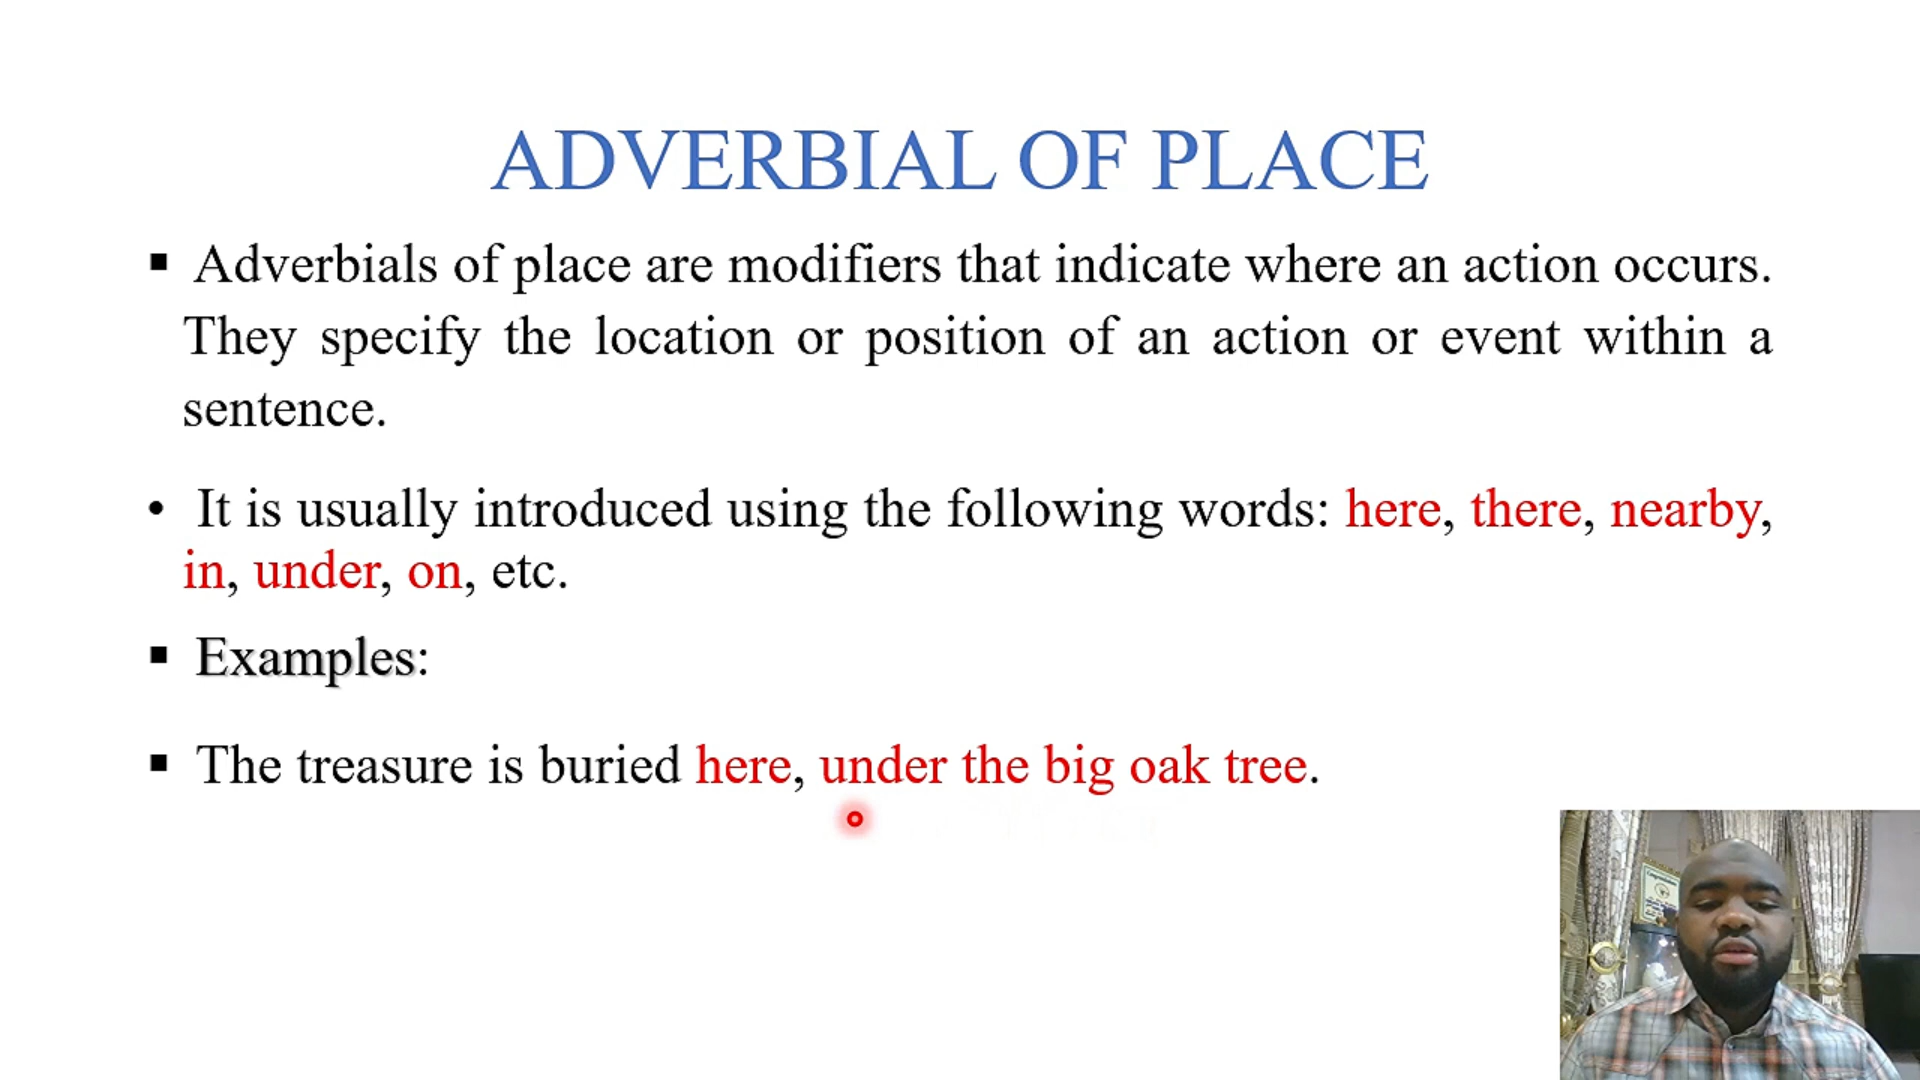 ADVERBIAL OF PLACE
▪ Adverbials of place are modifiers that indicate where an action occurs.
They specify the location or position of an action or event within a
sentence.
• It is usually introduced using the following words: here, there, nearby,
in, under, on, etc.
▪ Examples:
▪ The treasure is buried here, under the big oak tree.